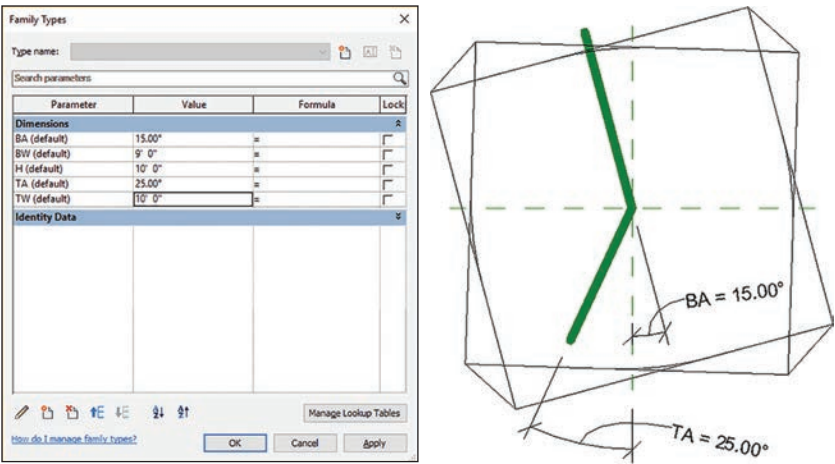 Family Types
Type name:
Search parameters
Parameter Value Formula Lock
Dimensions
BA (default) 15.00° =
BW (default) 9' 0" =
H (default) 10' 0" =
TA (default) 25.00° =
TW (default) 10' 0" =
Identity Data
Manage Lookup Tables
How do I manage family types?
OK Cancel Apply
BA = 15.00°
TA = 25.00°